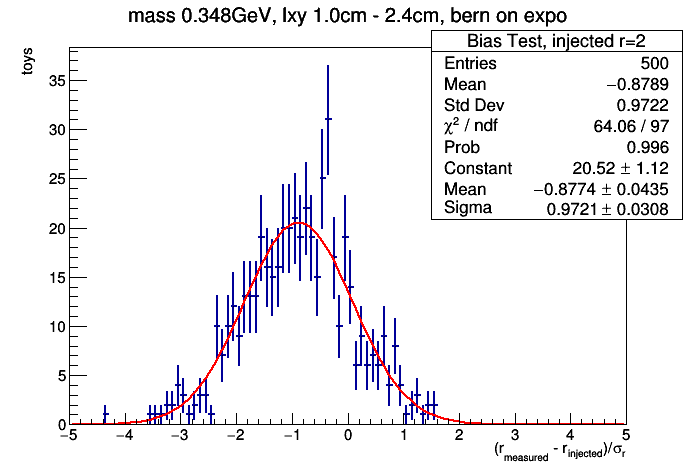 mass 0.348GeV, lxy 1.0cm - 2.4cm, bern on expo
toys
Bias Test, injected r=2
Entries 500
Mean −0.8789
Std Dev 0.9722
χ² / ndf 64.06 / 97
Prob 0.996
Constant 20.52 ± 1.12
Mean −0.8774 ± 0.0435
Sigma 0.9721 ± 0.0308
35
30
25
20
15
10
5
0
−5 −4 −3 −2 −1 0 1 2 3 4 5
(r_measured - r_injected)/σ_r